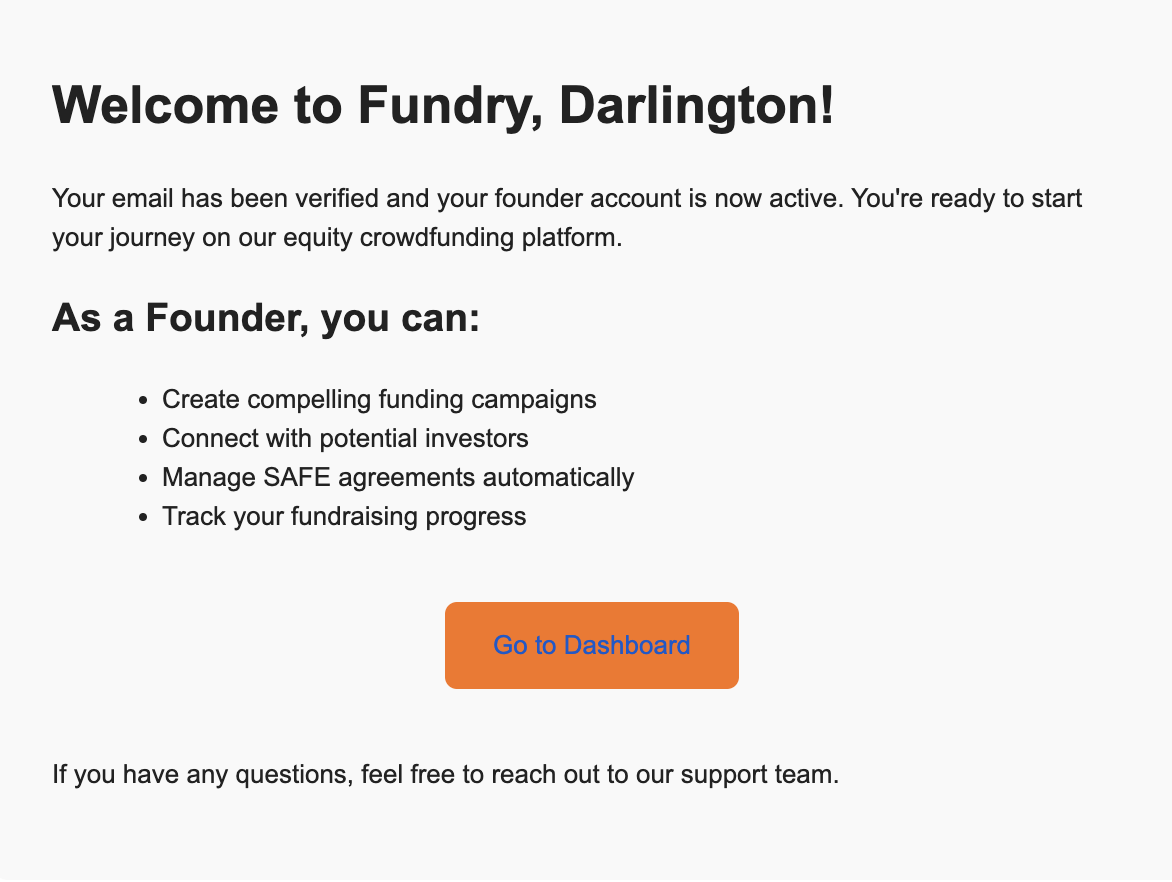 Welcome to Fundry, Darlington!
Your email has been verified and your founder account is now active. You're ready to start
your journey on our equity crowdfunding platform.
As a Founder, you can:
• Create compelling funding campaigns
• Connect with potential investors
• Manage SAFE agreements automatically
• Track your fundraising progress
Go to Dashboard
If you have any questions, feel free to reach out to our support team.